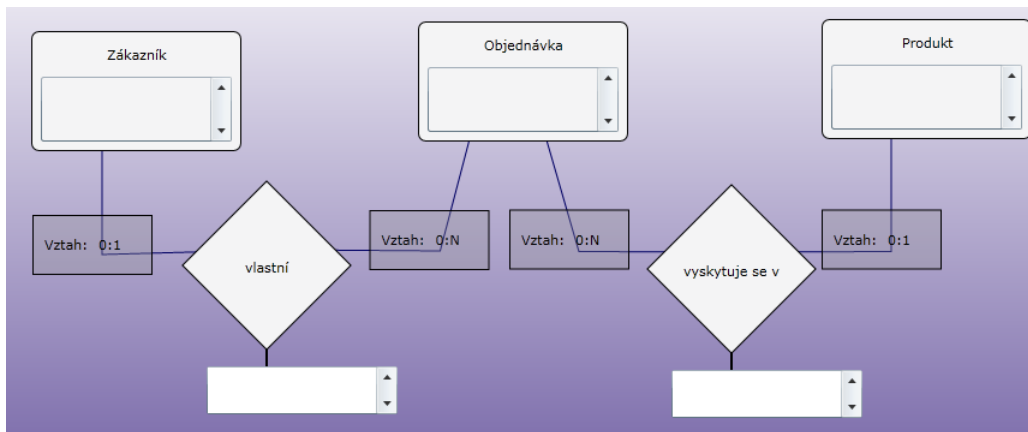 Zákazník
Objednávka
Produkt
Vztah: 0:1
Vztah: 0:N
Vztah: 0:N
Vztah: 0:1
vlastní
vyskytuje se v